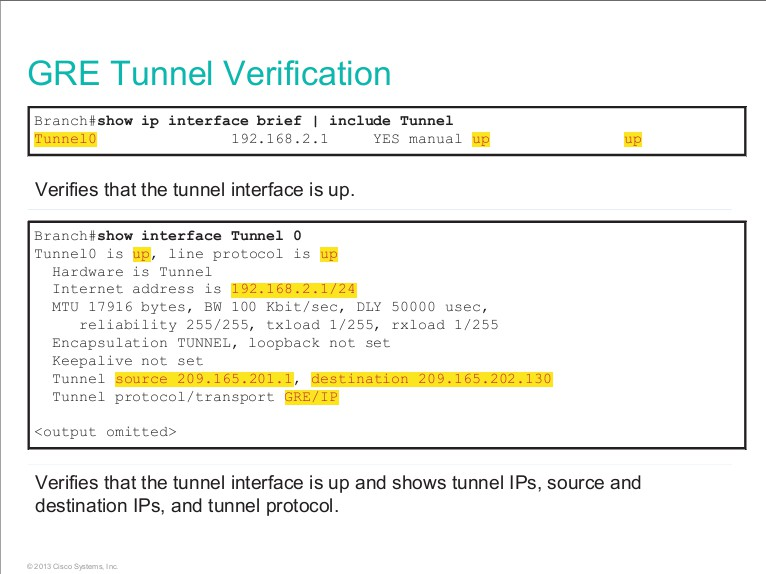 GRE Tunnel Verification
Branch#show ip interface brief | include Tunnel
Tunnel0 192.168.2.1 YES manual up up
Verifies that the tunnel interface is up.
Branch#show interface Tunnel 0
Tunnel0 is up, line protocol is up
Hardware is Tunnel
Internet address is 192.168.2.1/24
MTU 17916 bytes, BW 100 Kbit/sec, DLY 50000 usec,
reliability 255/255, txload 1/255, rxload 1/255
Encapsulation TUNNEL, loopback not set
Keepalive not set
Tunnel source 209.165.201.1, destination 209.165.202.130
Tunnel protocol/transport GRE/IP
<output omitted>
Verifies that the tunnel interface is up and shows tunnel IPs, source and
destination IPs, and tunnel protocol.
© 2013 Cisco Systems, Inc.